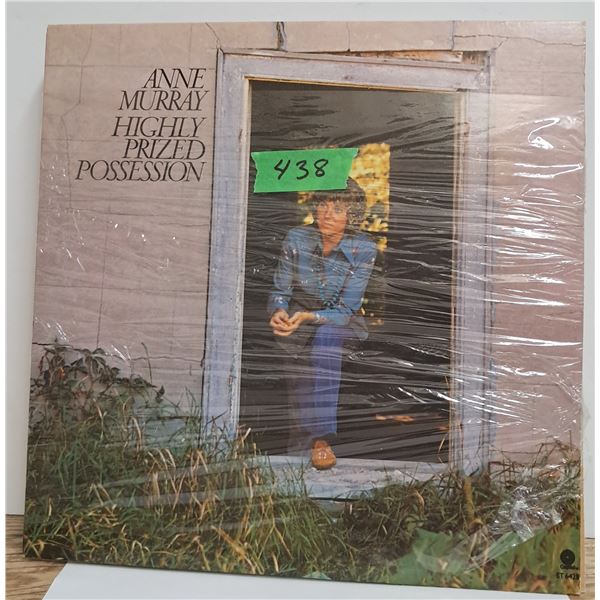 ANNE
MURRAY
HIGHLY
PRIZED
POSSESSION
438